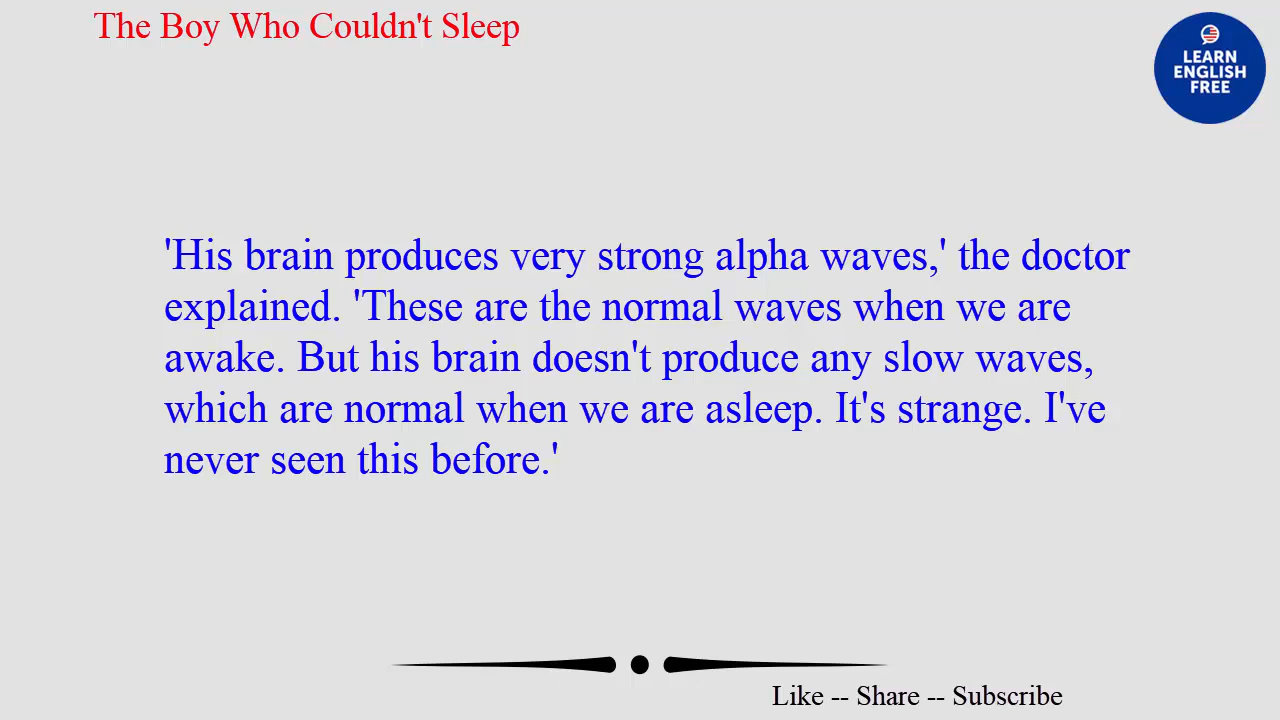 The Boy Who Couldn't Sleep
LEARN
ENGLISH
FREE
'His brain produces very strong alpha waves,' the doctor
explained. 'These are the normal waves when we are
awake. But his brain doesn't produce any slow waves,
which are normal when we are asleep. It's strange. I've
never seen this before.'
Like -- Share -- Subscribe